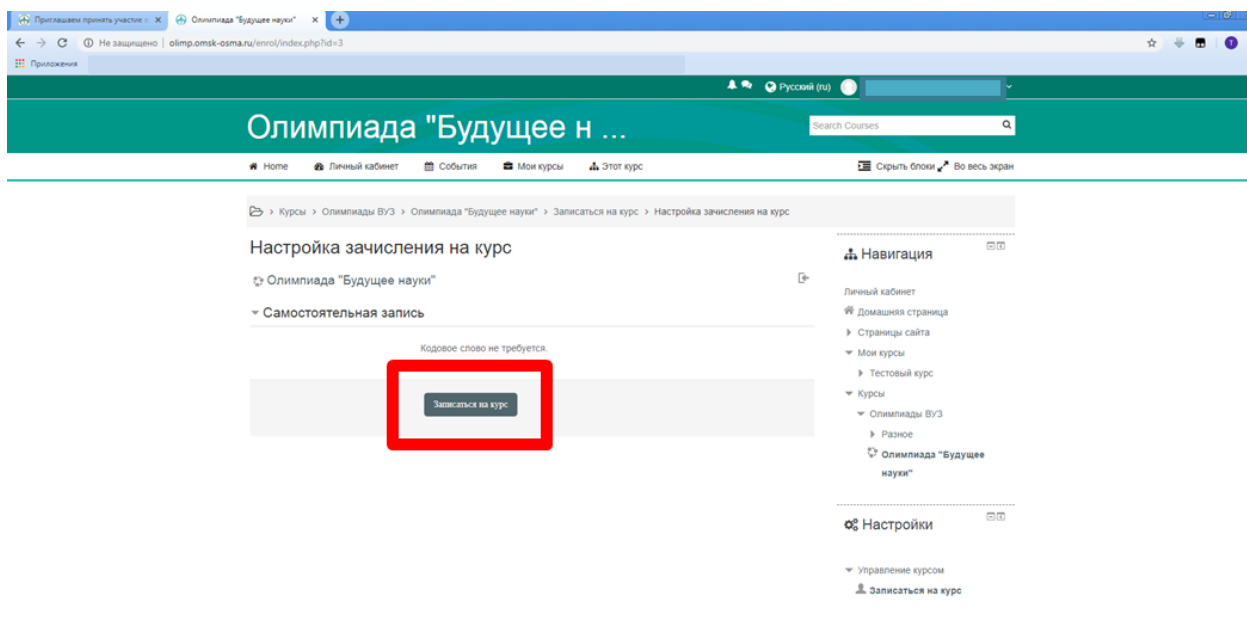 Приглашаем принять участие
Олимпиада "Будущее науки"
Не защищено | olimp.omsk-osma.ru/enrol/index.php?id=3
Приложения
Русский (ru)
Олимпиада "Будущее н ...
Search Courses
Home Личный кабинет События Мои курсы Этот курс
Скрыть блоки Во весь экран
Курсы › Олимпиады ВУЗ › Олимпиада "Будущее науки" › Записаться на курс › Настройка зачисления на курс
Настройка зачисления на курс
Олимпиада "Будущее науки"
Самостоятельная запись
Кодовое слово не требуется.
Записаться на курс
Навигация
Личный кабинет
Домашняя страница
Страницы сайта
Мои курсы
Тестовый курс
Курсы
Олимпиады ВУЗ
Разное
Олимпиада "Будущее
науки"
Настройки
Управление курсом
Записаться на курс